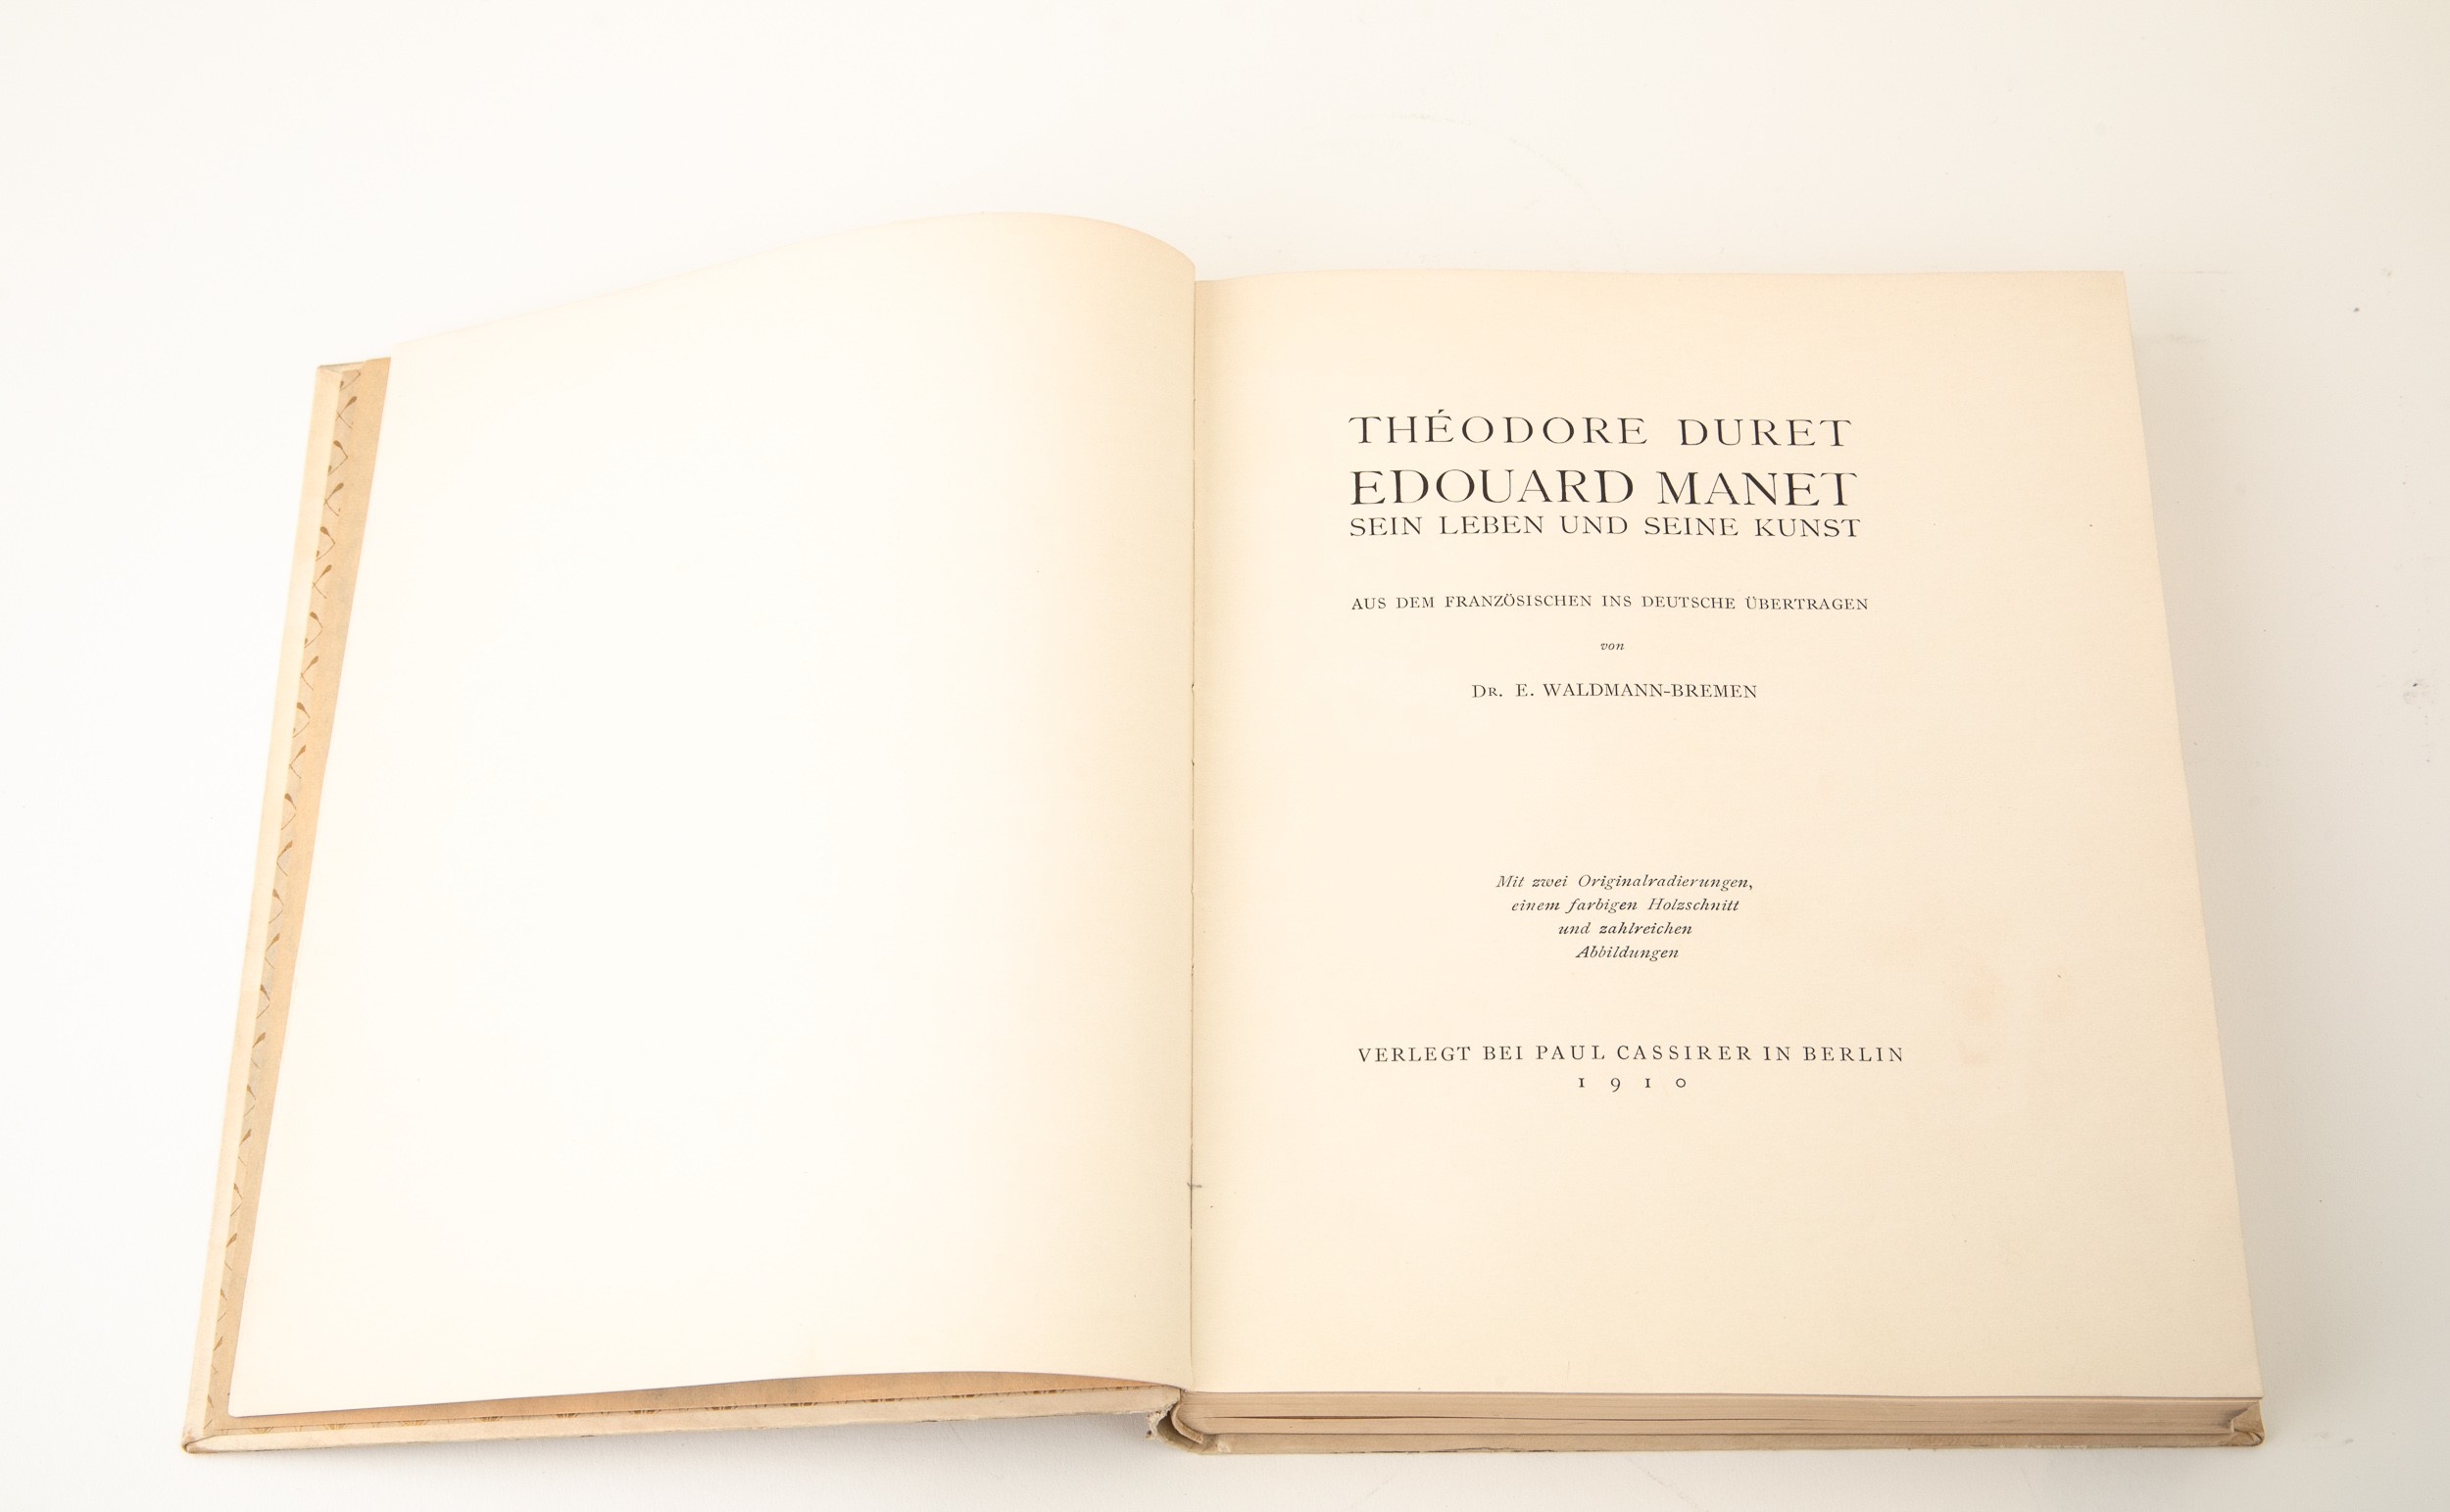 THÉODORE DURET
EDOUARD MANET
SEIN LEBEN UND SEINE KUNST
AUS DEM FRANZÖSISCHEN INS DEUTSCHE ÜBERTRAGEN
von
DR. E. WALDMANN-BREMEN
Mit zwei Originalradierungen,
einem farbigen Holzschnitt
und zahlreichen
Abbildungen
VERLEGT BEI PAUL CASSIRER IN BERLIN
1910